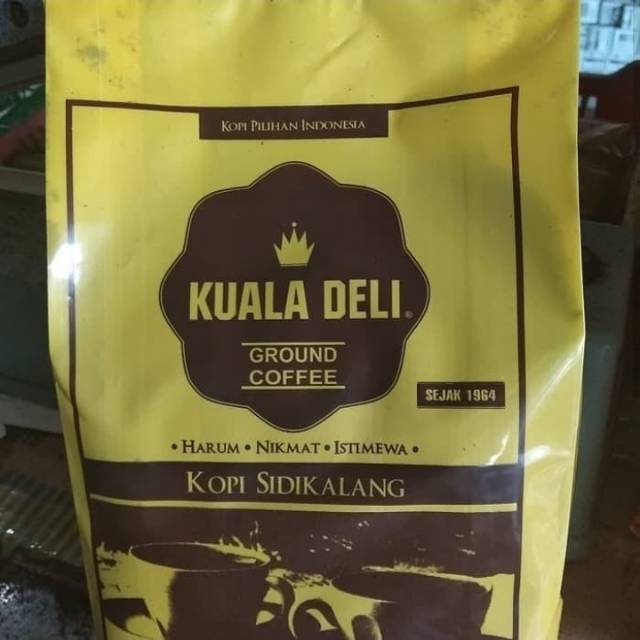 KOPI PILIHAN INDONESIA
KUALA DELI®
GROUND
COFFEE
SEJAK 1964
• HARUM • NIKMAT • ISTIMEWA •
KOPI SIDIKALANG